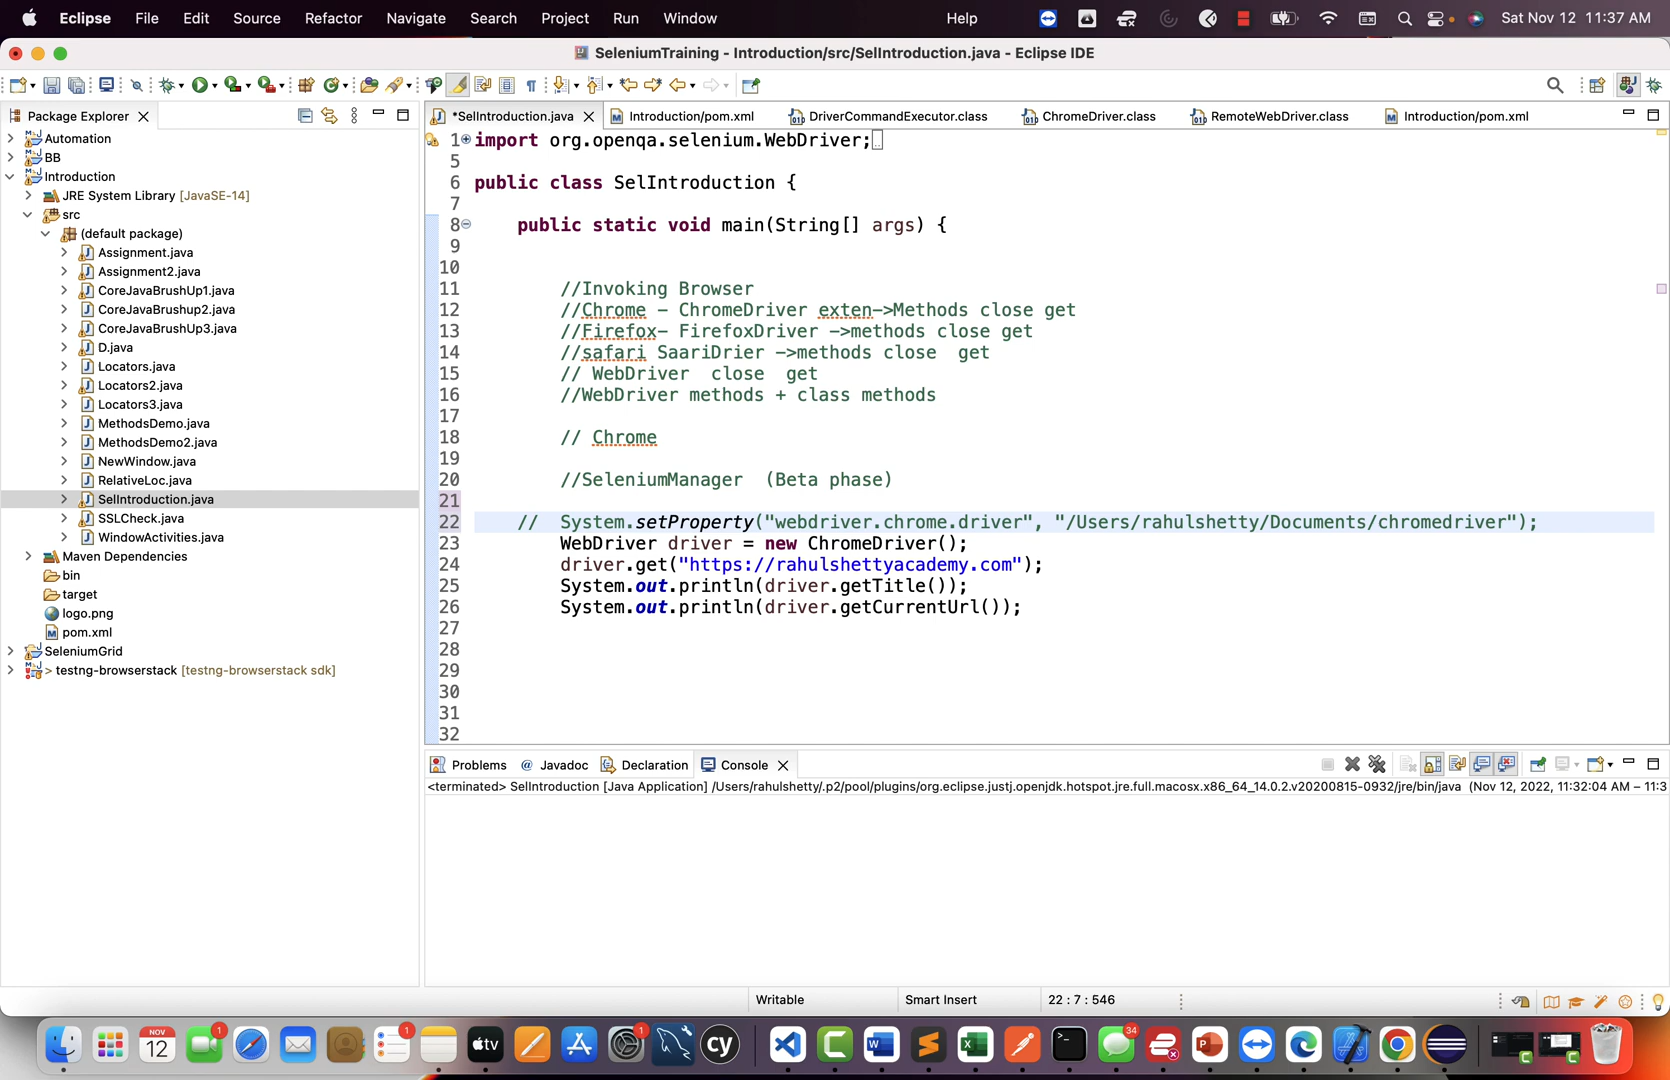 Eclipse File Edit Source Refactor Navigate Search Project Run Window Help Sat Nov 12 11:37 AM
SeleniumTraining - Introduction/src/SelIntroduction.java - Eclipse IDE
Package Explorer
Automation
BB
Introduction
JRE System Library [JavaSE-14]
src
(default package)
Assignment.java
Assignment2.java
CoreJavaBrushUp1.java
CoreJavaBrushup2.java
CoreJavaBrushUp3.java
D.java
Locators.java
Locators2.java
Locators3.java
MethodsDemo.java
MethodsDemo2.java
NewWindow.java
RelativeLoc.java
SelIntroduction.java
SSLCheck.java
WindowActivities.java
Maven Dependencies
bin
target
logo.png
pom.xml
SeleniumGrid
> testng-browserstack [testng-browserstack sdk]
*SelIntroduction.java Introduction/pom.xml DriverCommandExecutor.class ChromeDriver.class RemoteWebDriver.class Introduction/pom.xml
1 import org.openqa.selenium.WebDriver;
5
6 public class SelIntroduction {
7
8 public static void main(String[] args) {
9
10
11 //Invoking Browser
12 //Chrome - ChromeDriver exten->Methods close get
13 //Firefox- FirefoxDriver ->methods close get
14 //safari SaariDrier ->methods close get
15 // WebDriver close get
16 //WebDriver methods + class methods
17
18 // Chrome
19
20 //SeleniumManager (Beta phase)
21
22 // System.setProperty("webdriver.chrome.driver", "/Users/rahulshetty/Documents/chromedriver");
23 WebDriver driver = new ChromeDriver();
24 driver.get("https://rahulshettyacademy.com");
25 System.out.println(driver.getTitle());
26 System.out.println(driver.getCurrentUrl());
27
28
29
30
31
32
Problems @ Javadoc Declaration Console
<terminated> SelIntroduction [Java Application] /Users/rahulshetty/.p2/pool/plugins/org.eclipse.justj.openjdk.hotspot.jre.full.macosx.x86_64_14.0.2.v20200815-0932/jre/bin/java (Nov 12, 2022, 11:32:04 AM – 11:3
Writable Smart Insert 22 : 7 : 546
NOV
12
1
1
tv
1
cy
34